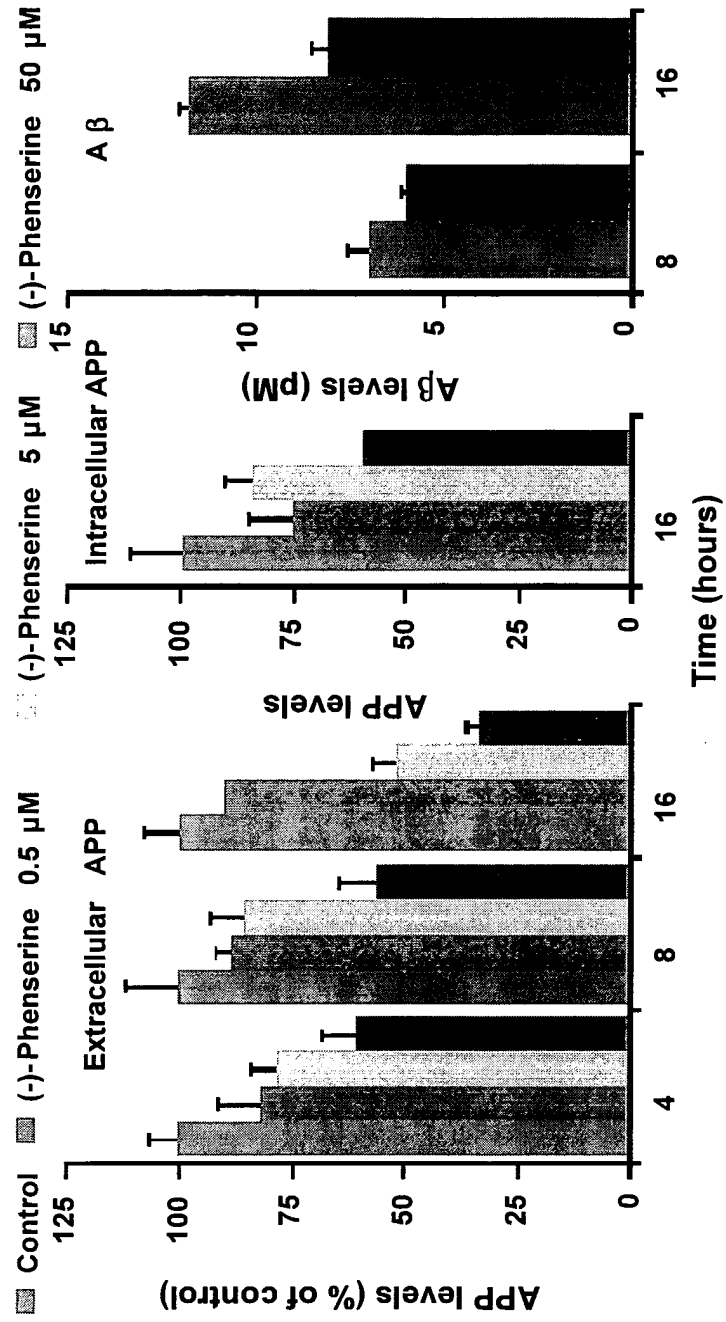 Control (-)-Phenserine 0.5 µM (-)-Phenserine 5 µM (-)-Phenserine 50 µM
Extracellular APP
APP levels (% of control)
125
100
75
50
25
0
4 8 16
Intracellular APP
APP levels
125
100
75
50
25
0
16
A β
Aβ levels (pM)
15
10
5
0
8 16
Time (hours)